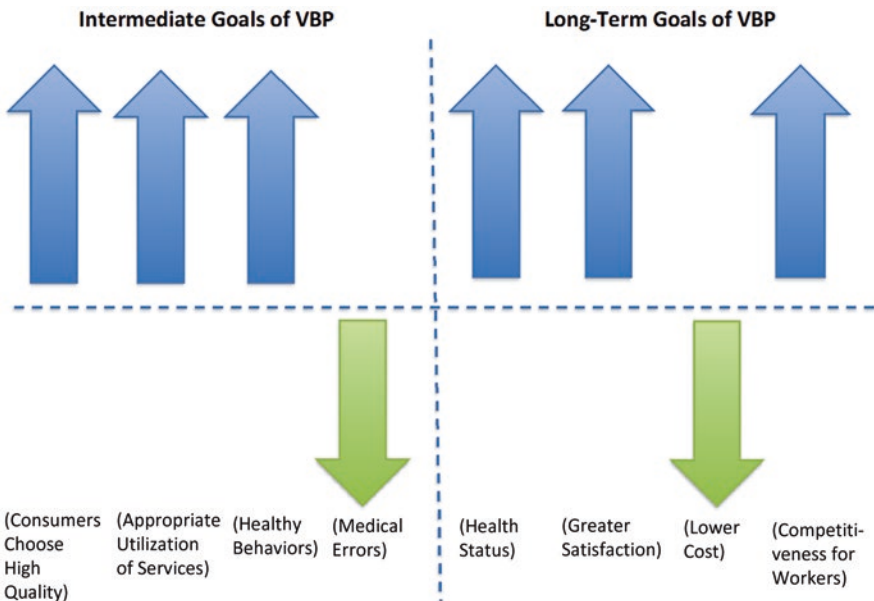 Intermediate Goals of VBP
Long-Term Goals of VBP
(Consumers
Choose
High
Quality)
(Appropriate
Utilization
of Services)
(Healthy
Behaviors)
(Medical
Errors)
(Health
Status)
(Greater
Satisfaction)
(Lower
Cost)
(Competiti-
veness for
Workers)